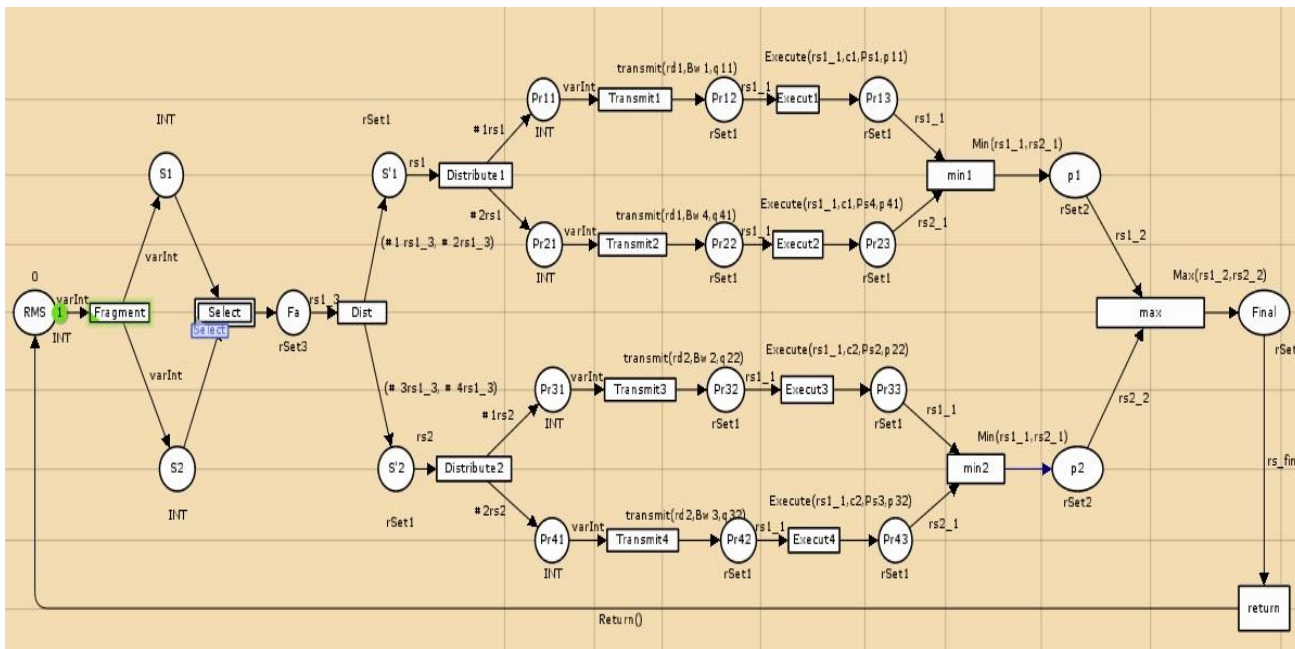 Execute(rs1_1,c1,Ps1,p11)
transmit(rd1,Bw1,q11)
varInt
Pr11
Transmit1
Pr12
rs1_1
Execut1
Pr13
INT
rSet1
INT
rSet1
#1rs1
rSet1
rs1_1
Min(rs1_1,rs2_1)
S1
S'1
rs1
Distribute1
min1
p1
Execute(rs1_1,c1,Ps4,p41)
transmit(rd1,Bw4,q41)
#2rs1
rSet2
rs2_1
Pr21
varInt
Transmit2
Pr22
rs1_1
Execut2
Pr23
(#1rs1_3, #2rs1_3)
rs1_2
varInt
INT
rSet1
rSet1
0
Max(rs1_2,rs2_2)
varInt
rs1_3
RMS
1
Fragment
Select
Fa
Dist
max
Final
Select
INT
rSet3
rSet
Execute(rs1_1,c2,Ps2,p22)
transmit(rd2,Bw2,q22)
varInt
(#3rs1_3, #4rs1_3)
Pr31
varInt
Transmit3
Pr32
rs1_1
Execut3
Pr33
rs2_2
#1rs2
INT
rSet1
rSet1
rs1_1
rs2
Min(rs1_1,rs2_1)
S2
S'2
Distribute2
min2
p2
rs_fin
Execute(rs1_1,c2,Ps3,p32)
rSet2
INT
rSet1
#2rs2
transmit(rd2,Bw3,q32)
rs2_1
Pr41
varInt
Transmit4
Pr42
rs1_1
Execut4
Pr43
INT
rSet1
rSet1
return
Return()